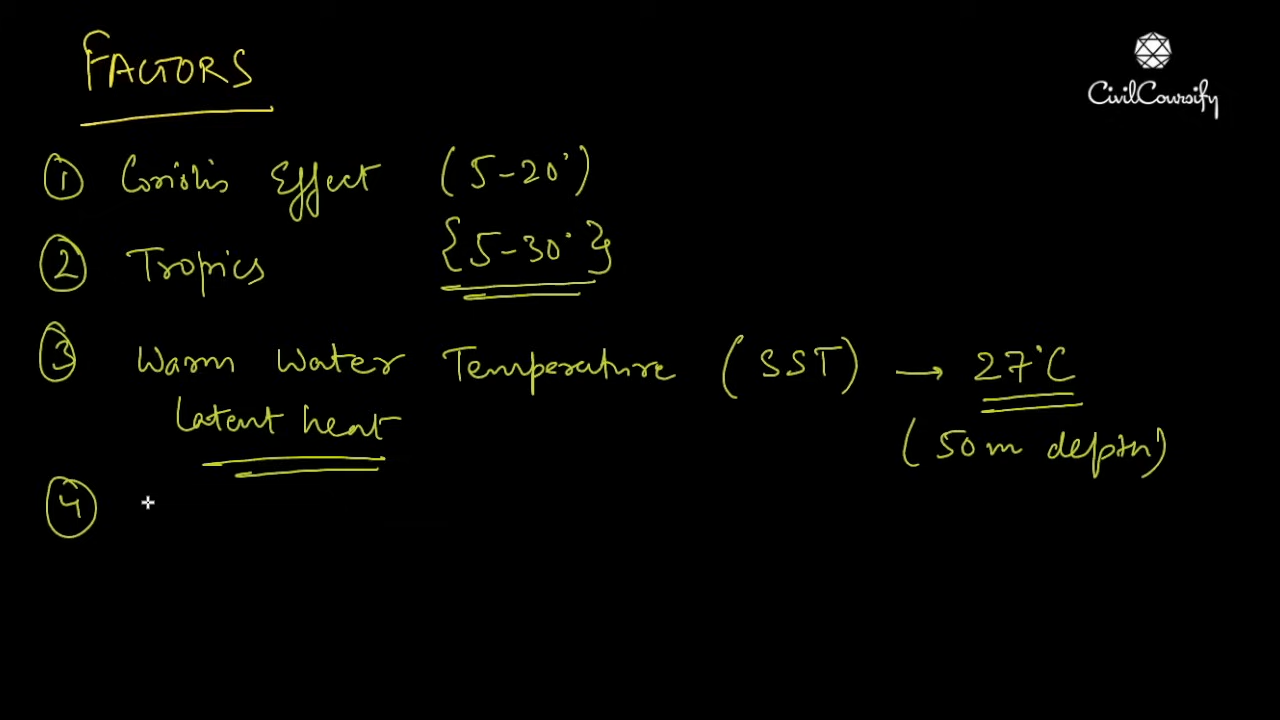 FACTORS
CivilCoursify
① Coriolis Effect (5-20°)
② Tropics {5-30°}
③ Warm Water Temperature (SST) → 27°C
Latent heat
(50m depth)
④